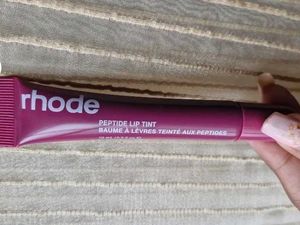 rhode
PEPTIDE LIP TINT
BAUME À LÈVRES TEINTÉ AUX PEPTIDES